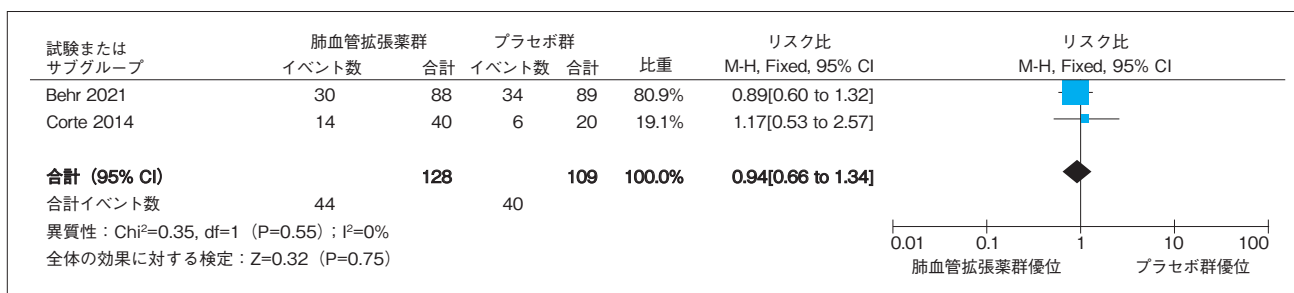 試験または
サブグループ
肺血管拡張薬群 プラセボ群 リスク比 リスク比
イベント数 合計 イベント数 合計 比重 M-H, Fixed, 95% CI M-H, Fixed, 95% CI
Behr 2021 30 88 34 89 80.9% 0.89[0.60 to 1.32]
Corte 2014 14 40 6 20 19.1% 1.17[0.53 to 2.57]
合計（95% CI） 128 109 100.0% 0.94[0.66 to 1.34]
合計イベント数 44 40
異質性：Chi²=0.35, df=1（P=0.55）；I²=0%
全体の効果に対する検定：Z=0.32（P=0.75）
0.01 0.1 1 10 100
肺血管拡張薬群優位 プラセボ群優位